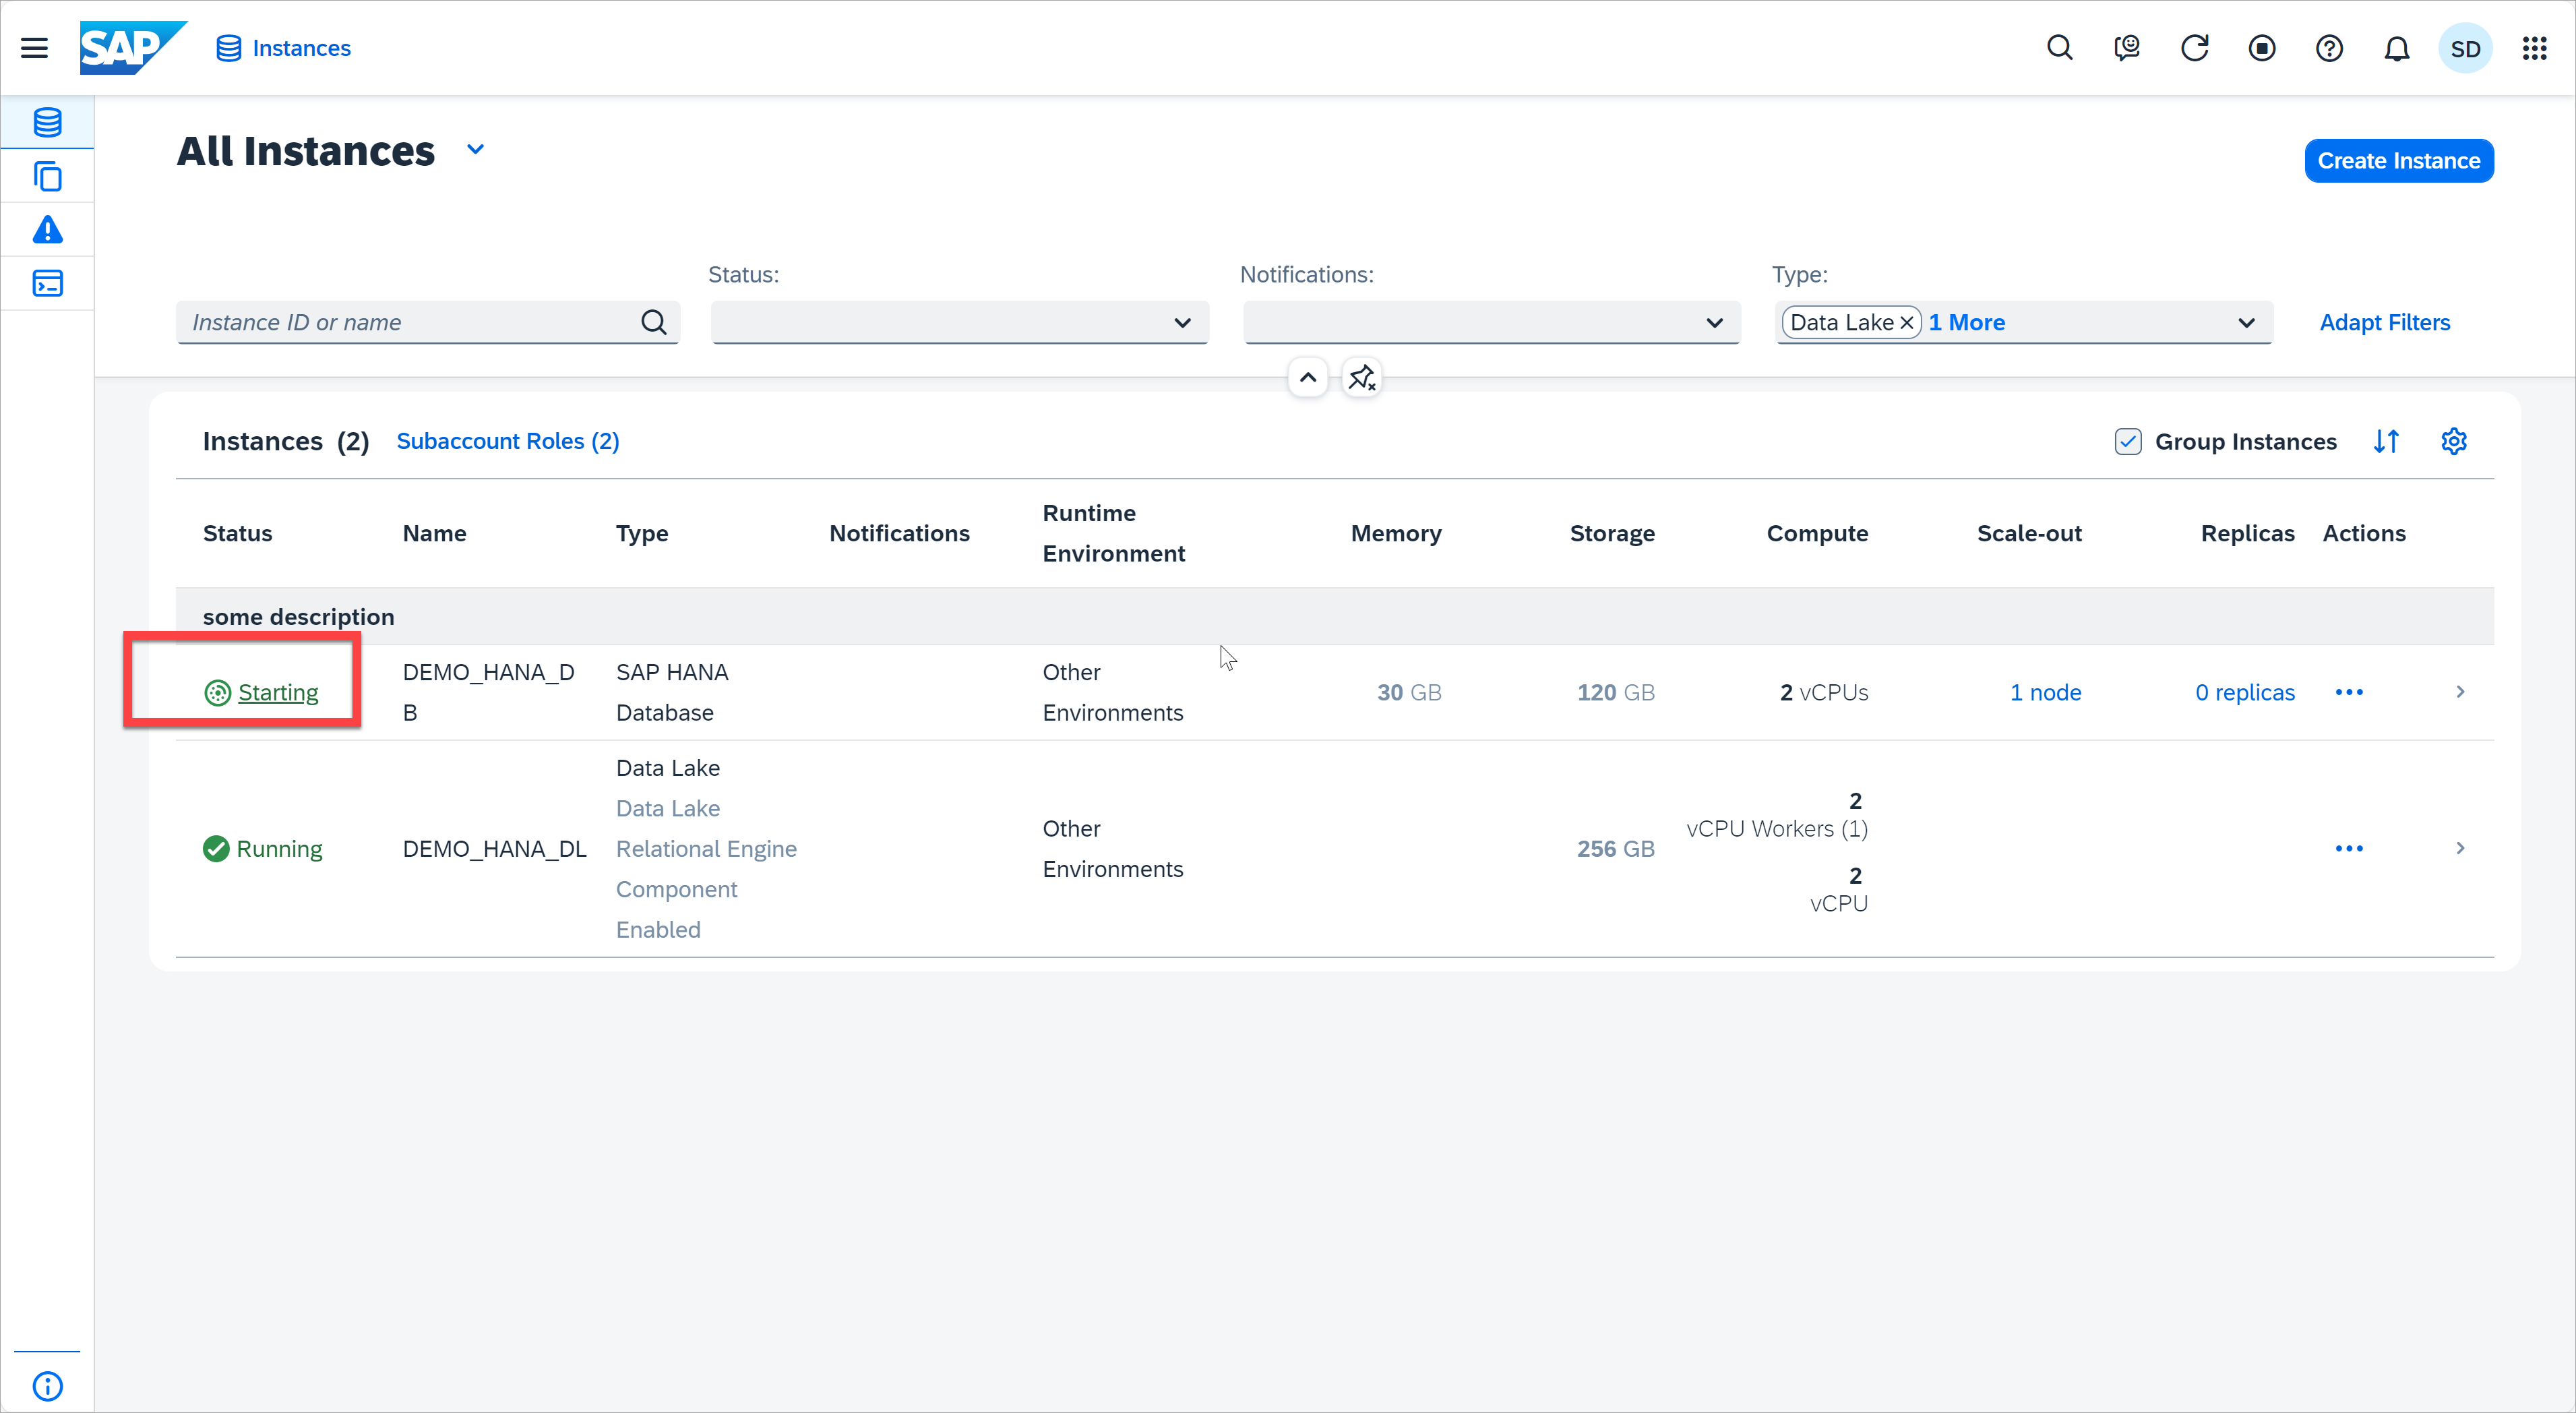 SAP
Instances
SD
All Instances
Create Instance
Status:
Notifications:
Type:
Instance ID or name
Data Lake
1 More
Adapt Filters
Instances (2)
Subaccount Roles (2)
Group Instances
Status
Name
Type
Notifications
Runtime
Environment
Memory
Storage
Compute
Scale-out
Replicas
Actions
some description
Starting
DEMO_HANA_D
B
SAP HANA
Database
Other
Environments
30 GB
120 GB
2 vCPUs
1 node
0 replicas
Running
DEMO_HANA_DL
Data Lake
Data Lake
Relational Engine
Component
Enabled
Other
Environments
256 GB
2
vCPU Workers (1)
2
vCPU